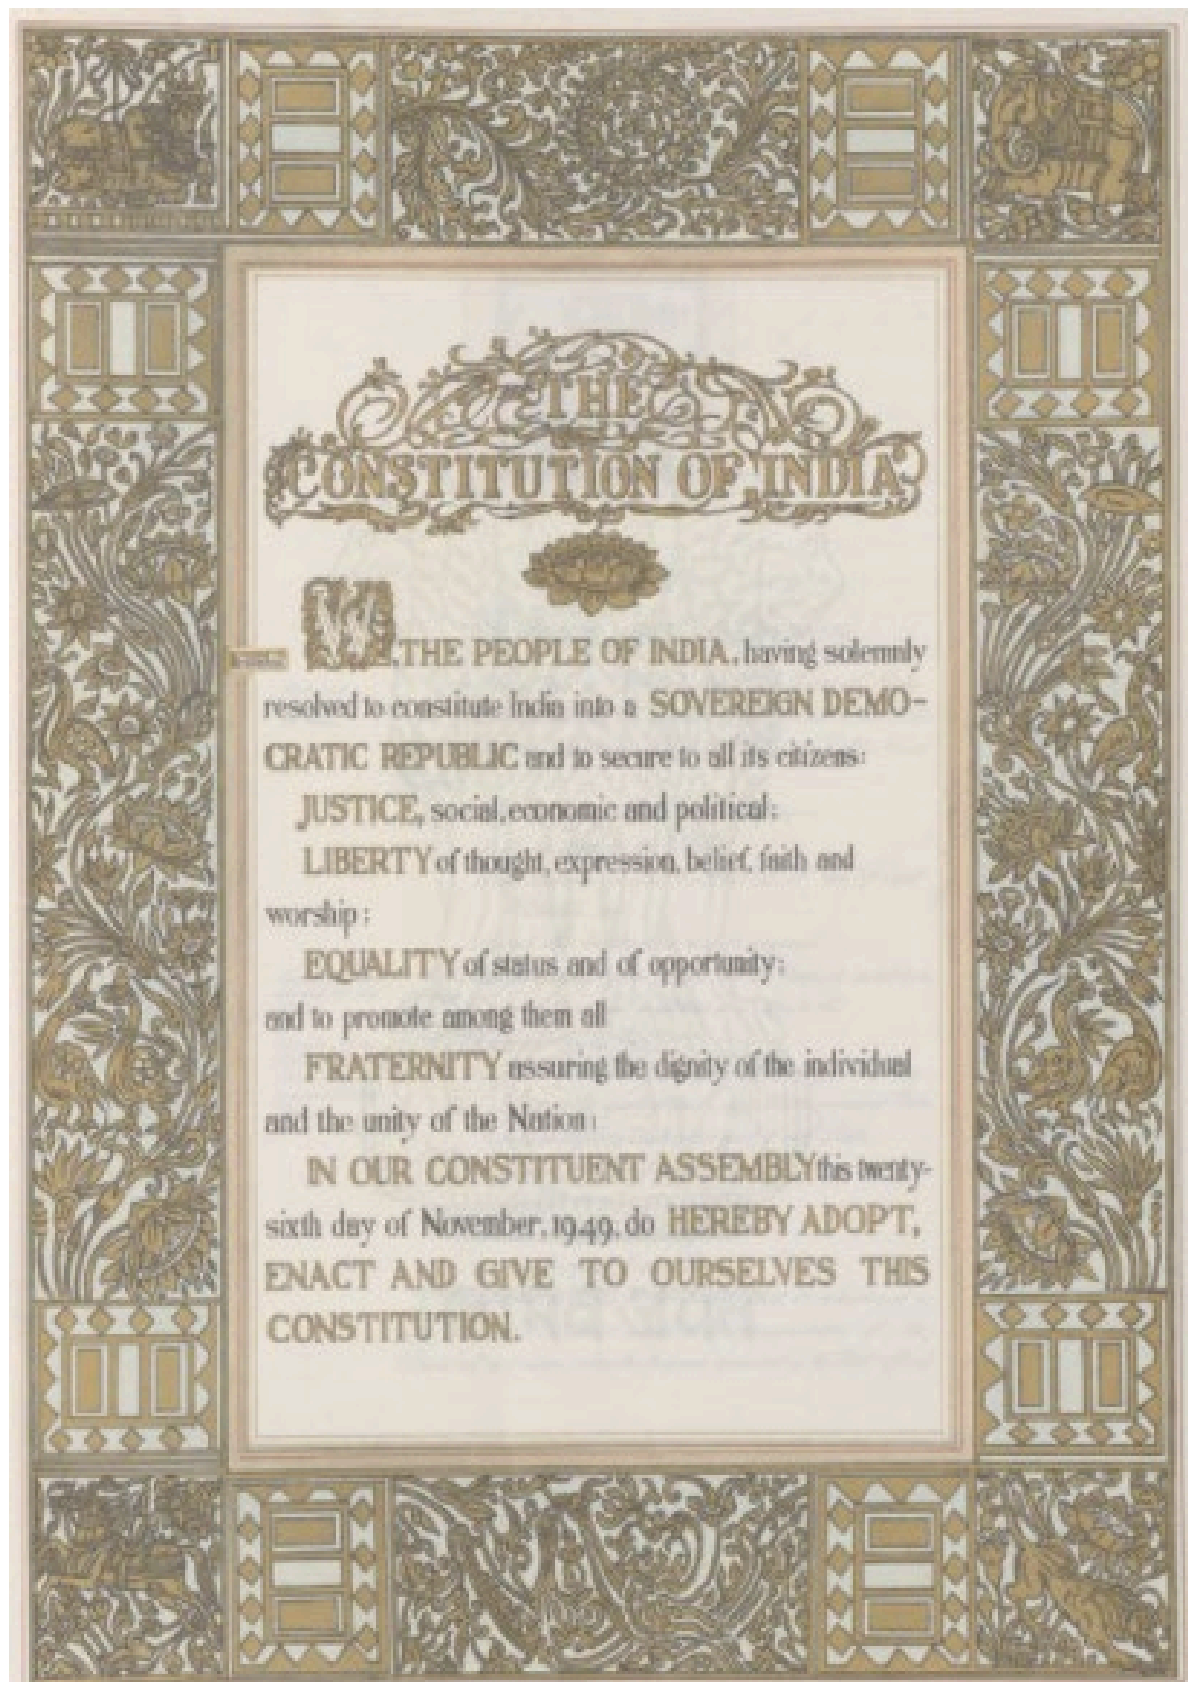 THE
CONSTITUTION OF INDIA
WE, THE PEOPLE OF INDIA, having solemnly
resolved to constitute India into a SOVEREIGN DEMO-
CRATIC REPUBLIC and to secure to all its citizens:
JUSTICE, social, economic and political;
LIBERTY of thought, expression, belief, faith and
worship;
EQUALITY of status and of opportunity;
and to promote among them all
FRATERNITY assuring the dignity of the individual
and the unity of the Nation;
IN OUR CONSTITUENT ASSEMBLY this twenty-
sixth day of November, 1949, do HEREBY ADOPT,
ENACT AND GIVE TO OURSELVES THIS
CONSTITUTION.